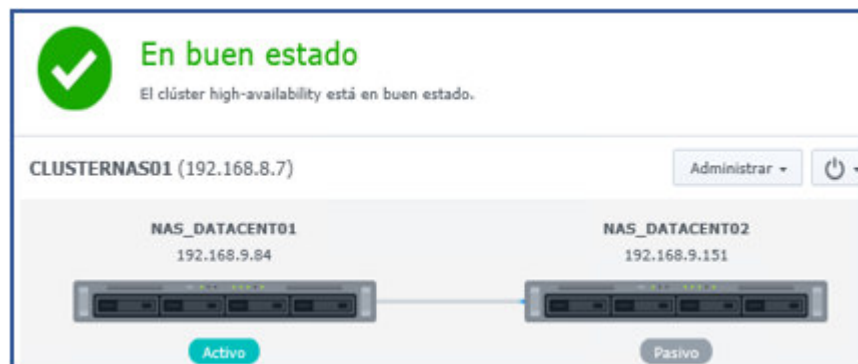 En buen estado
El clúster high-availability está en buen estado.
CLUSTERNAS01 (192.168.8.7)
Administrar
NAS_DATACENT01
192.168.9.84
NAS_DATACENT02
192.168.9.151
Activo
Pasivo